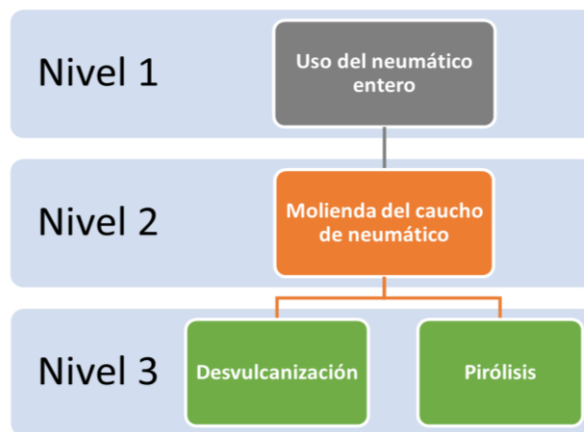 Nivel 1
Uso del neumático
entero
Nivel 2
Molienda del caucho
de neumático
Nivel 3
Desvulcanización
Pirólisis